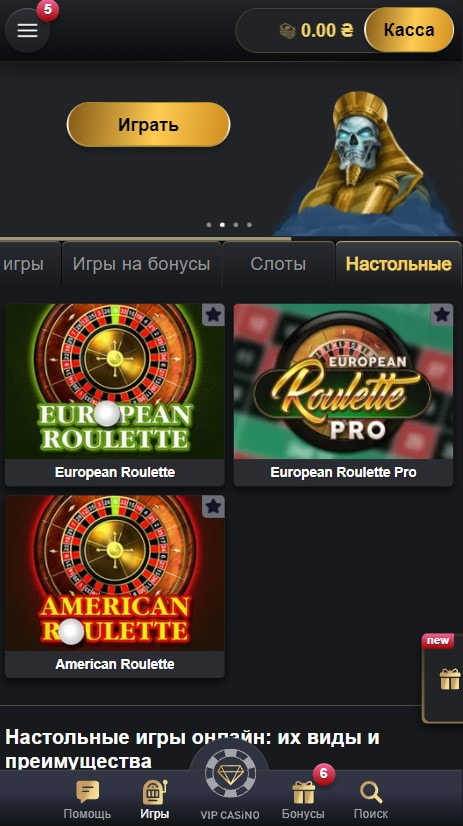 5
0.00 ₴
Касса
Играть
игры
Игры на бонусы
Слоты
Настольные
EUROPEAN
ROULETTE
European Roulette
EUROPEAN
Roulette
PRO
European Roulette Pro
AMERICAN
ROULETTE
American Roulette
new
Настольные игры онлайн: их виды и
преимущества
6
Помощь
Игры
VIP CASINO
Бонусы
Поиск